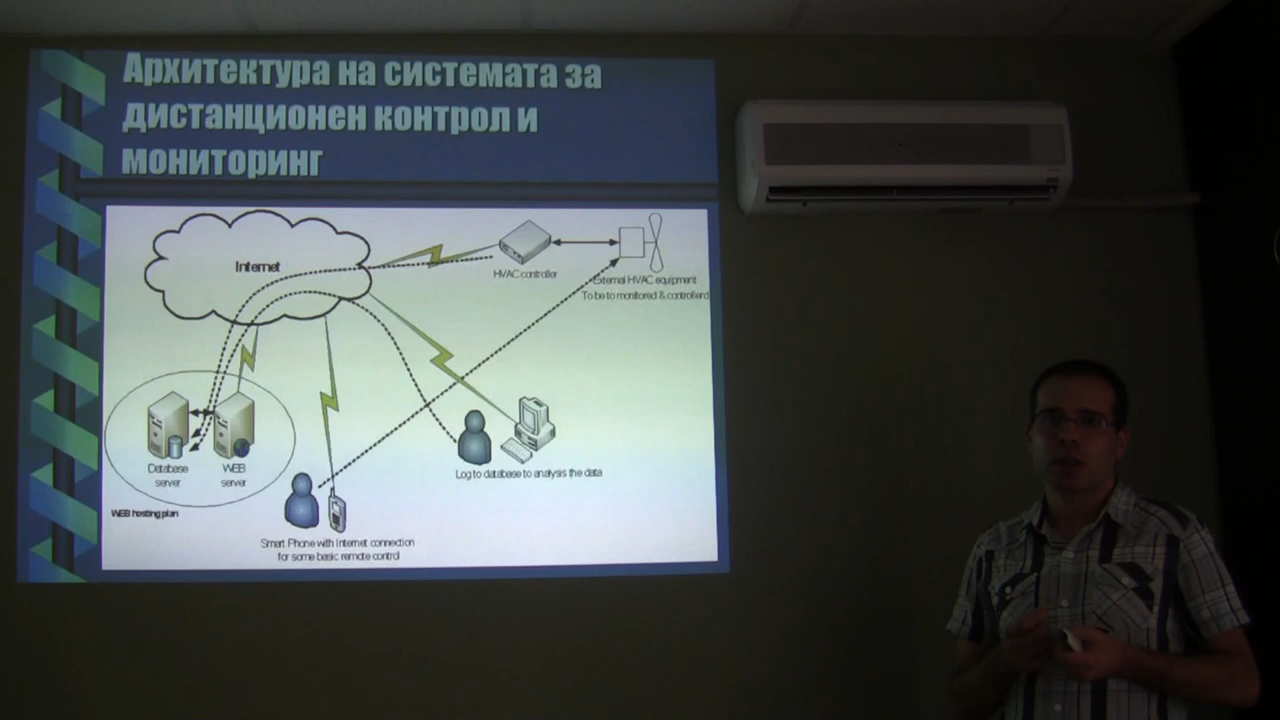 Архитектура на системата за
дистанционен контрол и
мониторинг
Internet
HVAC controller
External HVAC equipment
To be to monitored & controllerd
Database
server
WEB
server
WEB hosting plan
Log to database to analysis the data
Smart Phone with Internet connection
for some basic remote control